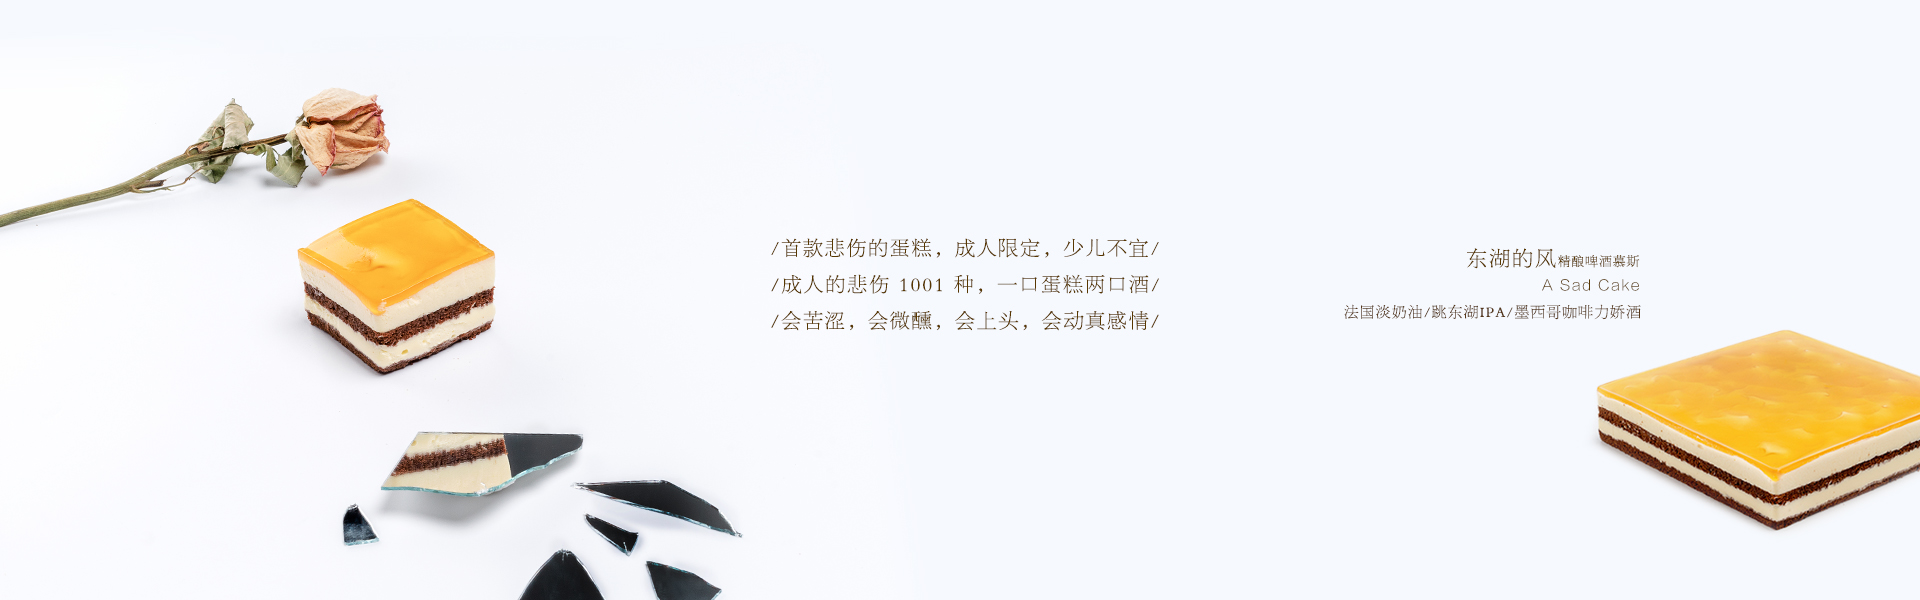 /首款悲伤的蛋糕，成人限定，少儿不宜/
/成人的悲伤 1001 种，一口蛋糕两口酒/
/会苦涩，会微醺，会上头，会动真感情/
东湖的风精酿啤酒慕斯
A Sad Cake
法国淡奶油/跳东湖IPA/墨西哥咖啡力娇酒